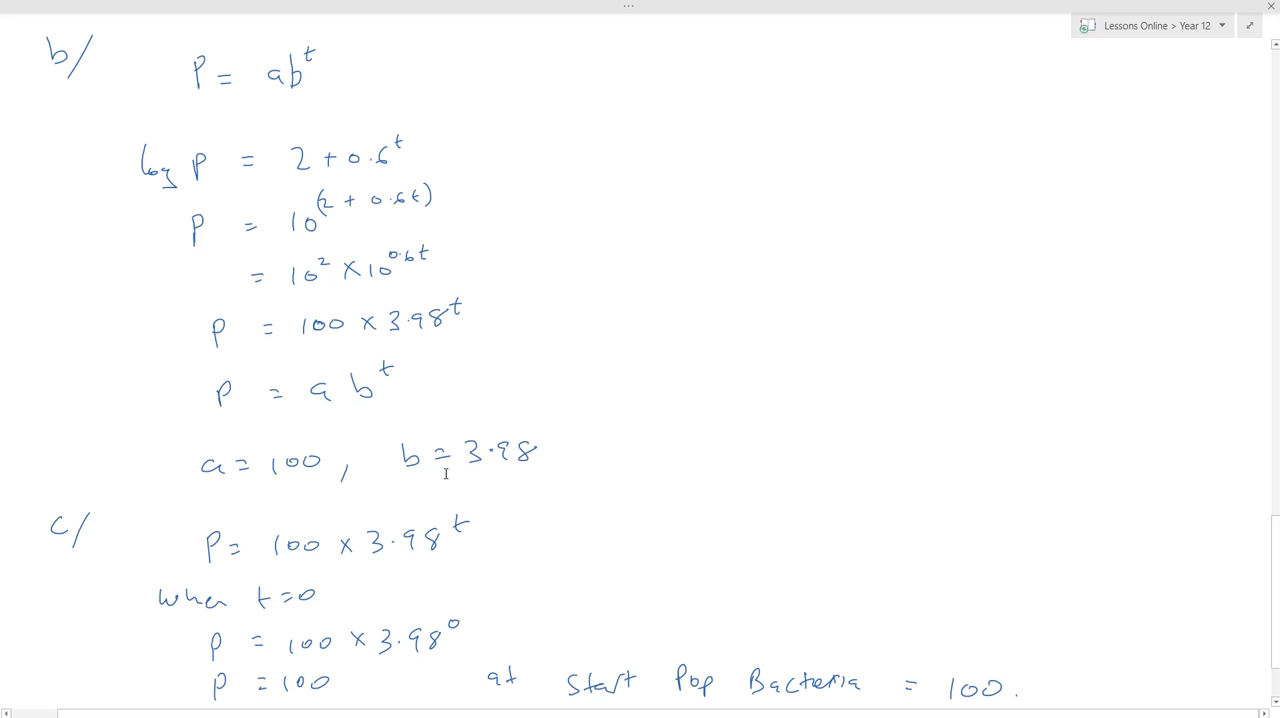 Lessons Online > Year 12
b/ P = ab^t
log P = 2 + 0.6^t
P = 10^(2 + 0.6t)
= 10^2 × 10^0.6t
P = 100 × 3.98^t
P = a b^t
a = 100 , b = 3.98
c/ P = 100 × 3.98^t
When t = 0
P = 100 × 3.98^0
P = 100 at Start Pop Bacteria = 100.